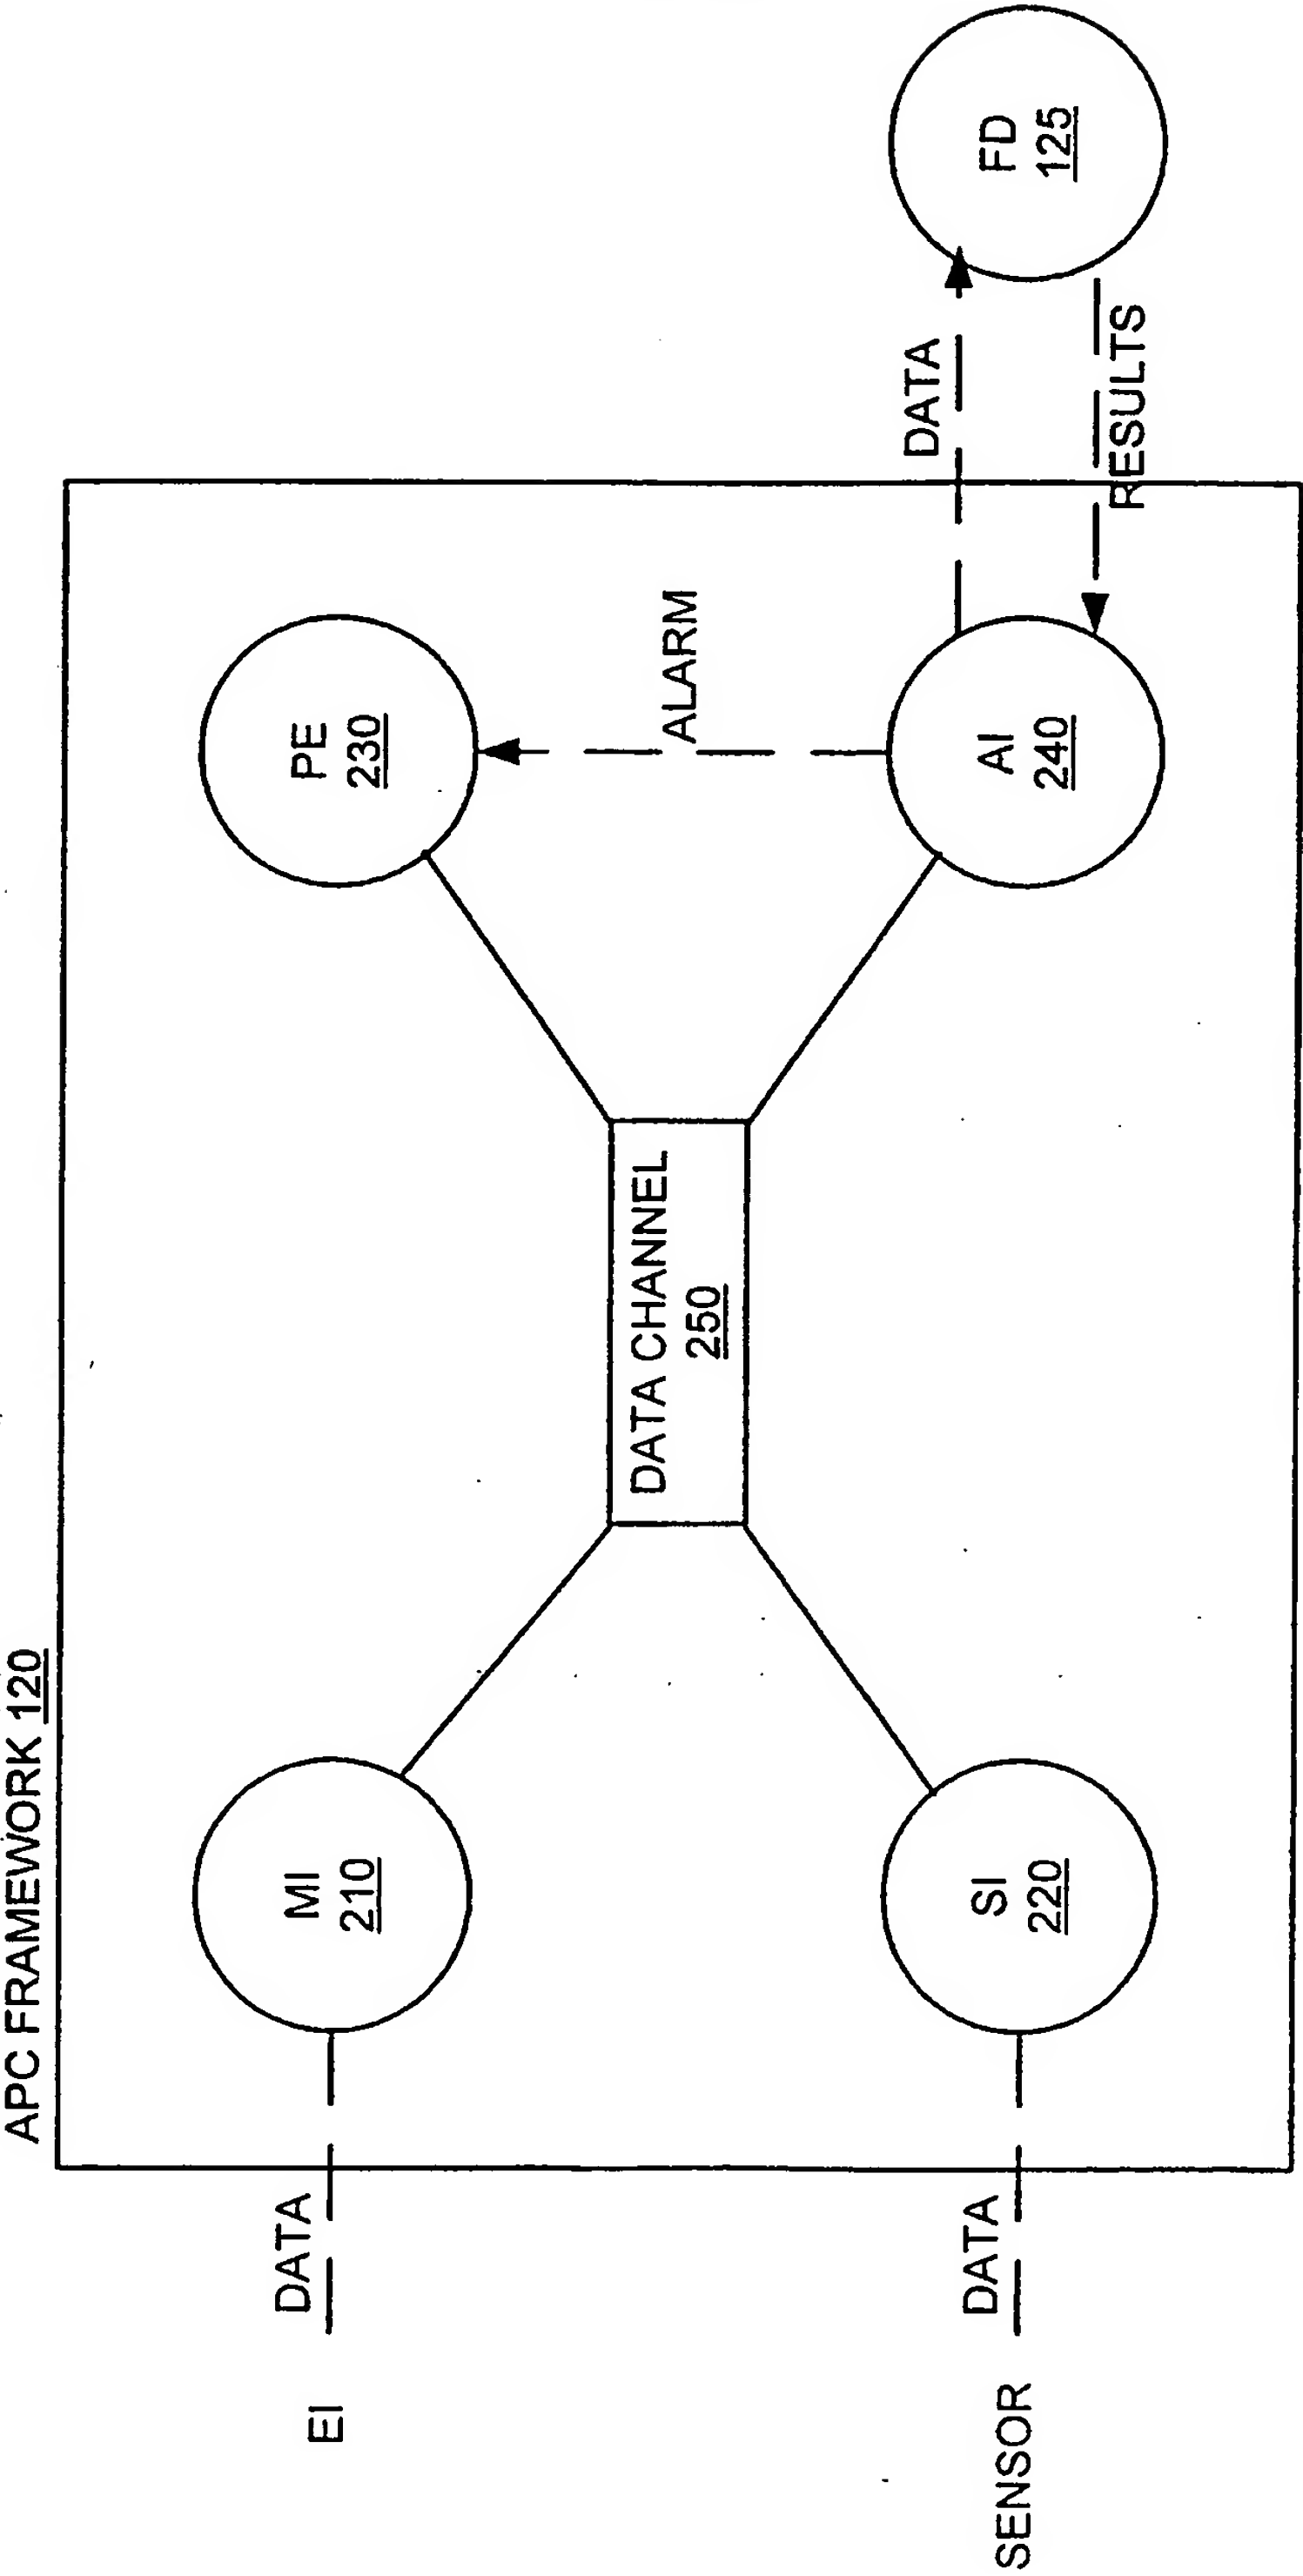 APC FRAMEWORK 120
EI
DATA
MI
210
PE
230
DATA CHANNEL
250
ALARM
SENSOR
DATA
SI
220
AI
240
DATA
RESULTS
FD
125